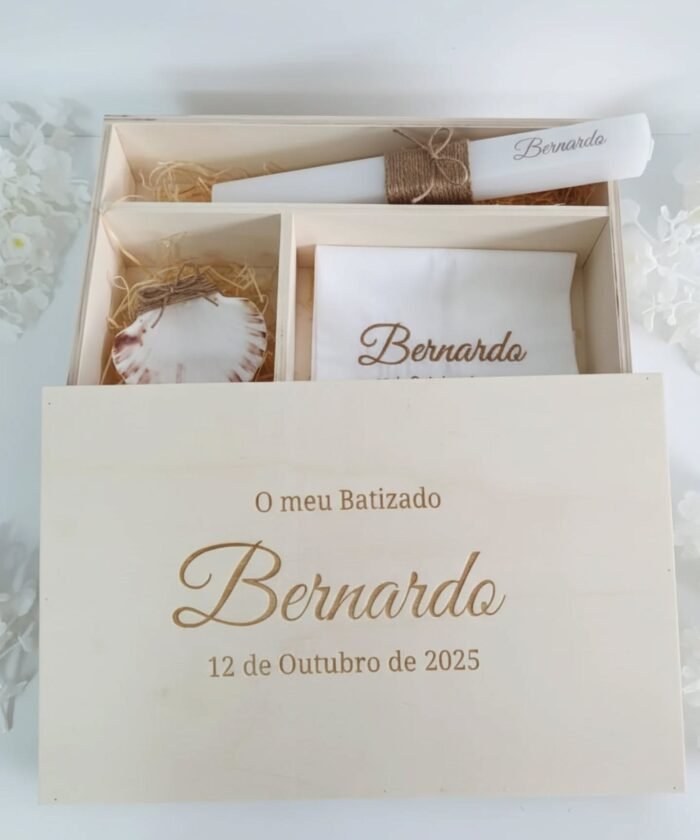 Bernardo
Bernardo
O meu Batizado
Bernardo
12 de Outubro de 2025